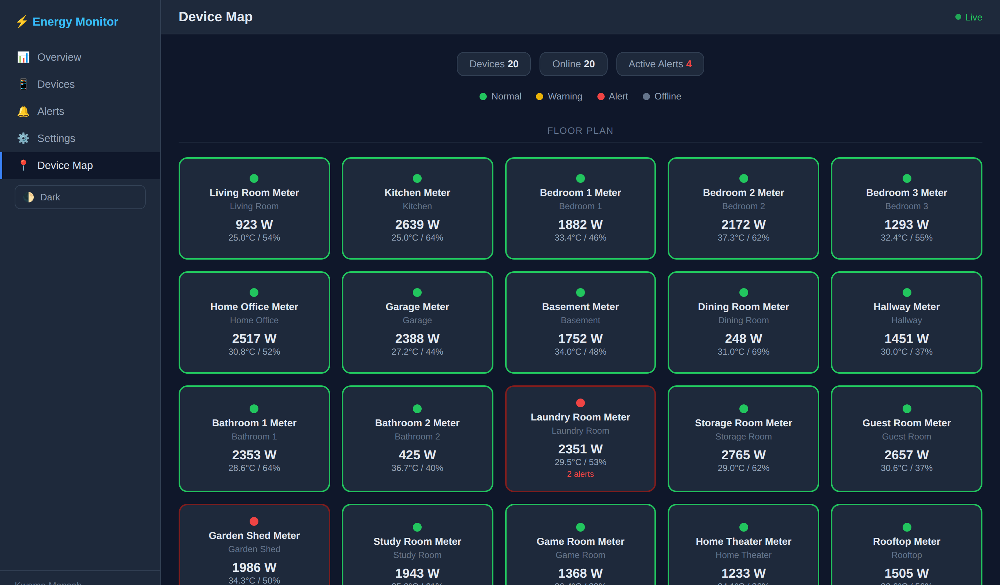 ⚡ Energy Monitor
Overview
Devices
Alerts
Settings
Device Map
Dark
Device Map
Live
Devices 20
Online 20
Active Alerts 4
Normal
Warning
Alert
Offline
FLOOR PLAN
Living Room Meter
Living Room
923 W
25.0°C / 54%
Kitchen Meter
Kitchen
2639 W
25.0°C / 64%
Bedroom 1 Meter
Bedroom 1
1882 W
33.4°C / 46%
Bedroom 2 Meter
Bedroom 2
2172 W
37.3°C / 62%
Bedroom 3 Meter
Bedroom 3
1293 W
32.4°C / 55%
Home Office Meter
Home Office
2517 W
30.8°C / 52%
Garage Meter
Garage
2388 W
27.2°C / 44%
Basement Meter
Basement
1752 W
34.0°C / 48%
Dining Room Meter
Dining Room
248 W
31.0°C / 69%
Hallway Meter
Hallway
1451 W
30.0°C / 37%
Bathroom 1 Meter
Bathroom 1
2353 W
28.6°C / 64%
Bathroom 2 Meter
Bathroom 2
425 W
36.7°C / 40%
Laundry Room Meter
Laundry Room
2351 W
29.5°C / 53%
2 alerts
Storage Room Meter
Storage Room
2765 W
29.0°C / 62%
Guest Room Meter
Guest Room
2657 W
30.6°C / 37%
Garden Shed Meter
Garden Shed
1986 W
34.3°C / 50%
Study Room Meter
Study Room
1943 W
Game Room Meter
Game Room
1368 W
Home Theater Meter
Home Theater
1233 W
Rooftop Meter
Rooftop
1505 W